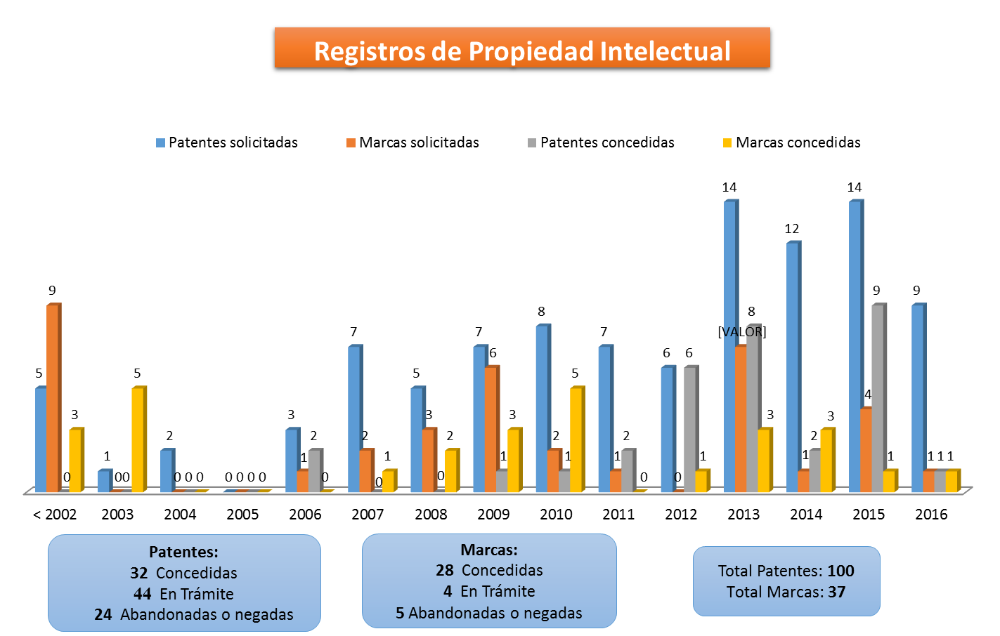 Registros de Propiedad Intelectual
Patentes solicitadas Marcas solicitadas Patentes concedidas Marcas concedidas
5 9 0 3
1 0 0 5
2 0 0 0
0 0 0 0
3 1 2 0
7 2 0 1
5 3 0 2
7 6 1 3
8 2 1 5
7 1 2 0
6 0 6 1
14 [VALOR] 8 3
12 1 2 3
14 4 9 1
9 1 1 1
< 2002 2003 2004 2005 2006 2007 2008 2009 2010 2011 2012 2013 2014 2015 2016
Patentes:
32 Concedidas
44 En Trámite
24 Abandonadas o negadas
Marcas:
28 Concedidas
4 En Trámite
5 Abandonadas o negadas
Total Patentes: 100
Total Marcas: 37